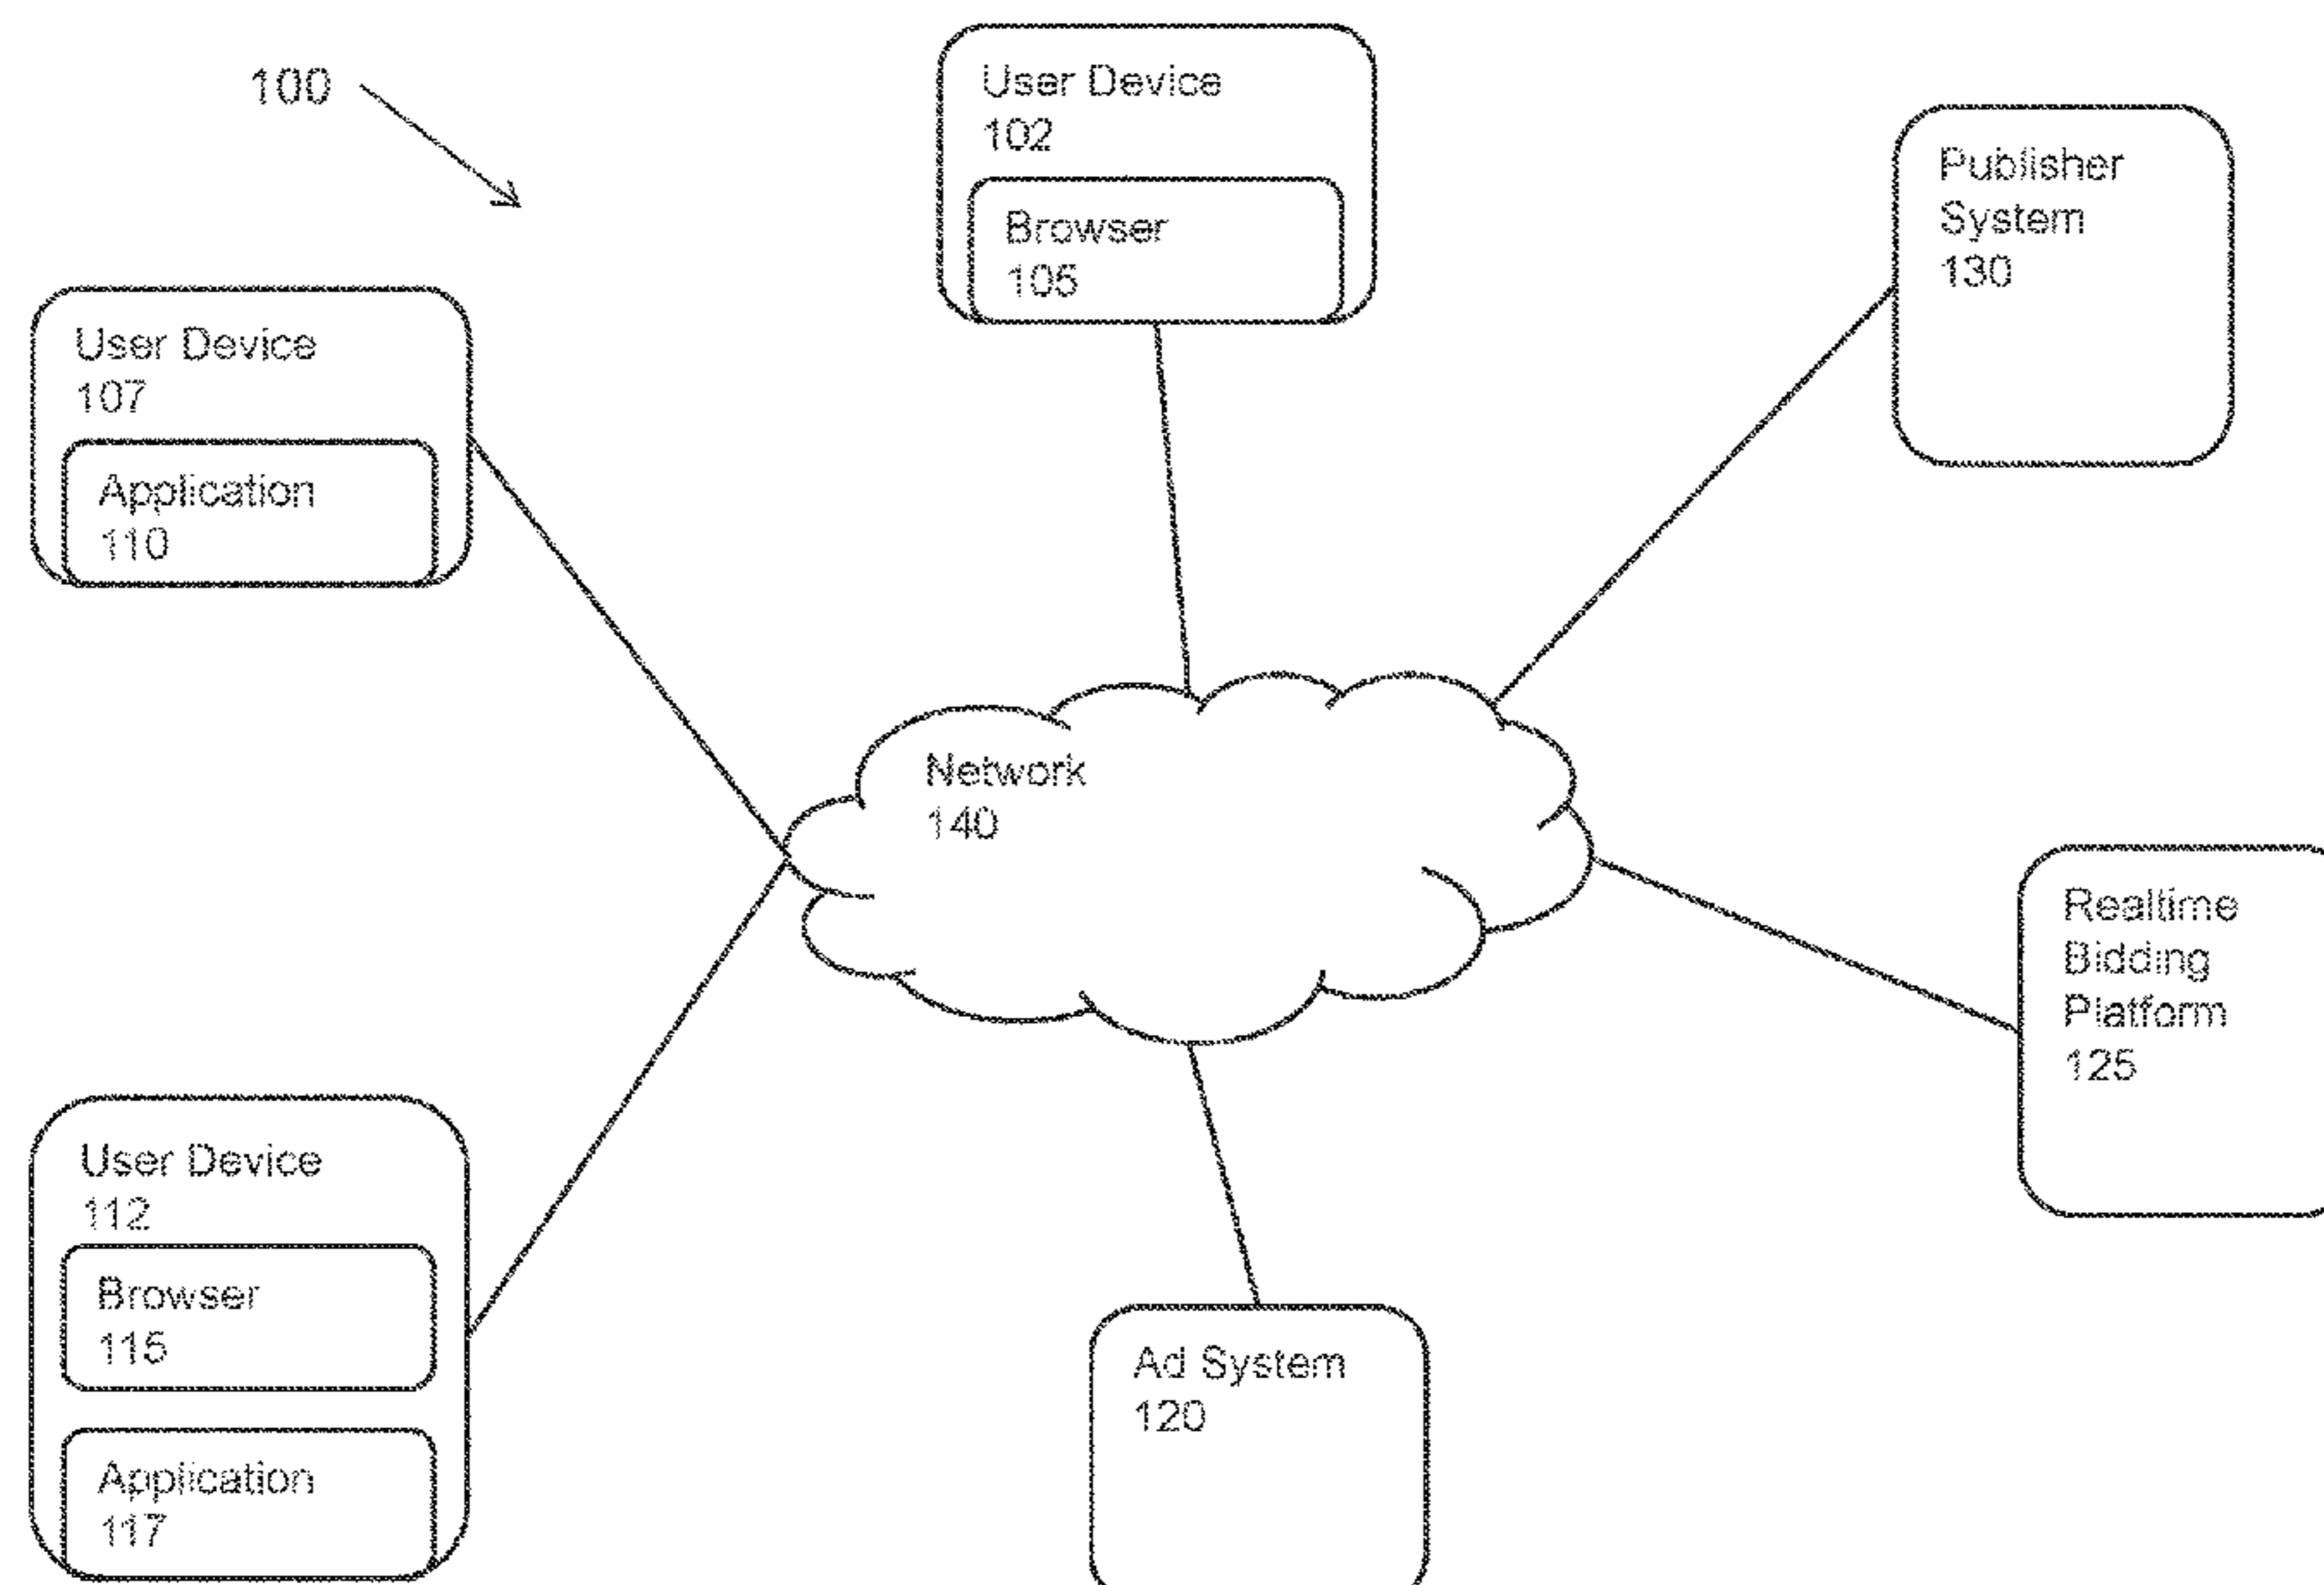 100
User Device
102
Browser
105
Publisher
System
130
User Device
107
Application
110
Network
140
Realtime
Bidding
Platform
125
User Device
112
Browser
115
Application
117
Ad System
120